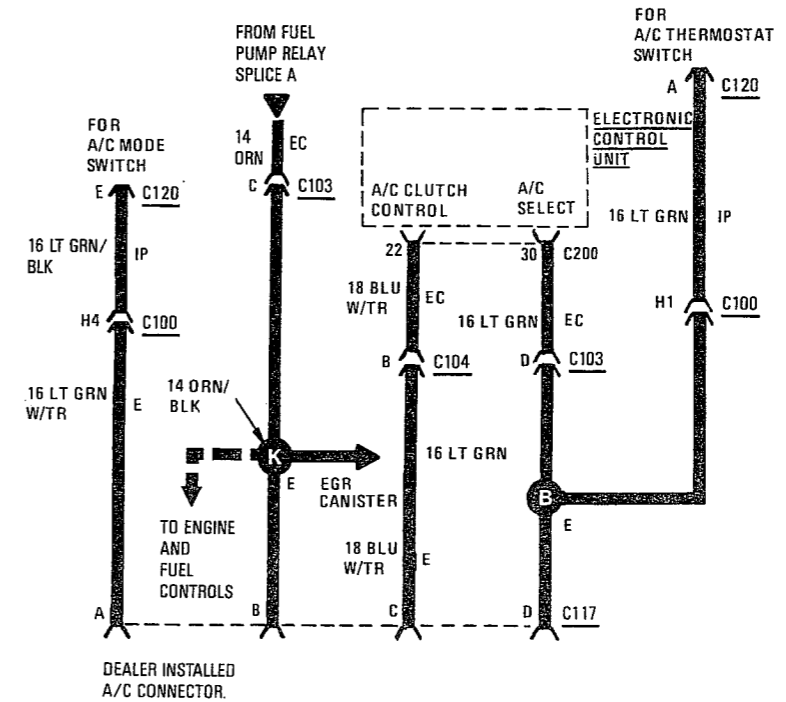 FOR
A/C THERMOSTAT
SWITCH
A
C120
FROM FUEL
PUMP RELAY
SPLICE A
14
ORN
EC
C
C103
FOR
A/C MODE
SWITCH
E
C120
16 LT GRN/
BLK
IP
H4
C100
16 LT GRN
W/TR
E
ELECTRONIC
CONTROL
UNIT
A/C CLUTCH
CONTROL
A/C
SELECT
22
30
C200
18 BLU
W/TR
EC
16 LT GRN
EC
B
C104
D
C103
16 LT GRN
IP
H1
C100
14 ORN/
BLK
K
E
EGR
CANISTER
TO ENGINE
AND
FUEL
CONTROLS
16 LT GRN
B
E
18 BLU
W/TR
E
A
B
C
D
C117
DEALER INSTALLED
A/C CONNECTOR.